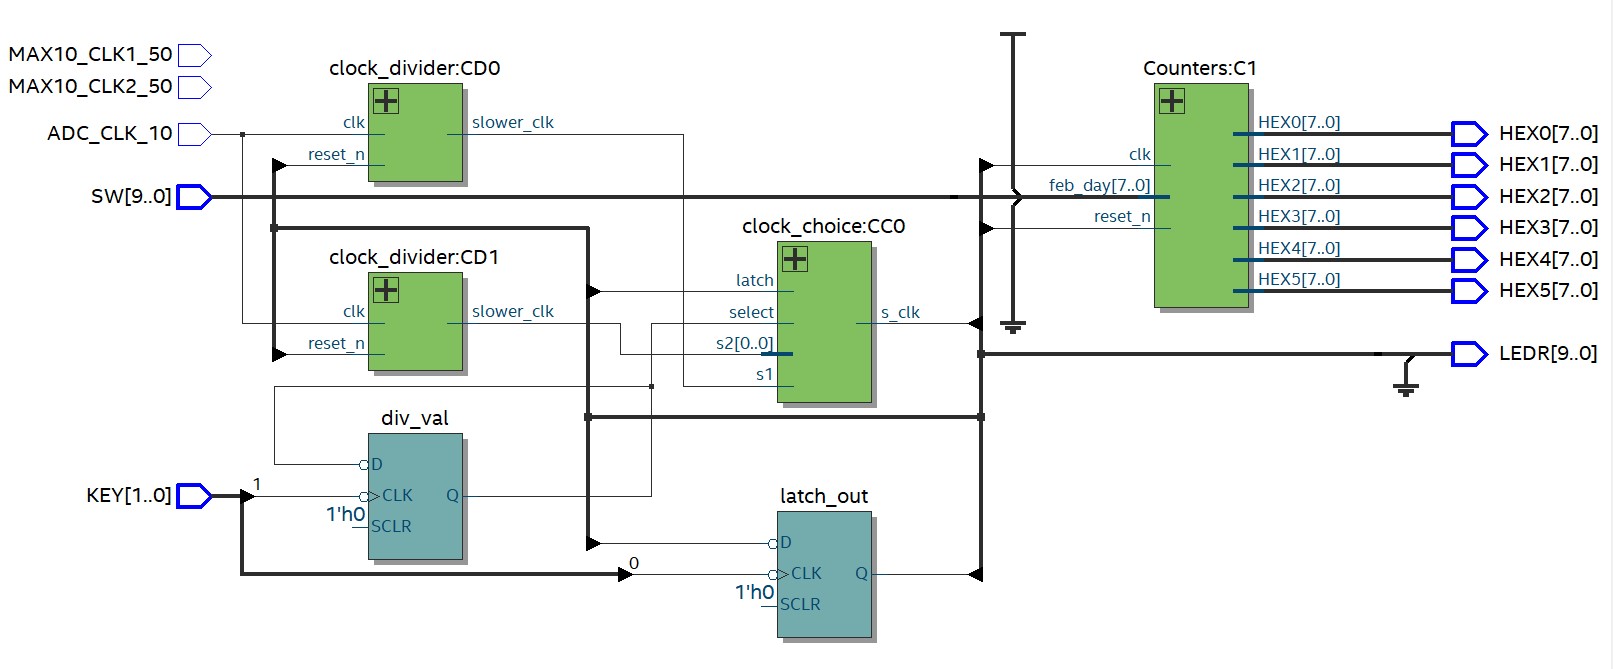 MAX10_CLK1_50
MAX10_CLK2_50
ADC_CLK_10
SW[9..0]
KEY[1..0]
clock_divider:CD0
clk
reset_n
slower_clk
clock_divider:CD1
clk
reset_n
slower_clk
div_val
D
1
CLK
Q
1'h0
SCLR
clock_choice:CC0
latch
select
s2[0..0]
s1
s_clk
latch_out
D
0
CLK
Q
1'h0
SCLR
Counters:C1
clk
feb_day[7..0]
reset_n
HEX0[7..0]
HEX1[7..0]
HEX2[7..0]
HEX3[7..0]
HEX4[7..0]
HEX5[7..0]
HEX0[7..0]
HEX1[7..0]
HEX2[7..0]
HEX3[7..0]
HEX4[7..0]
HEX5[7..0]
LEDR[9..0]